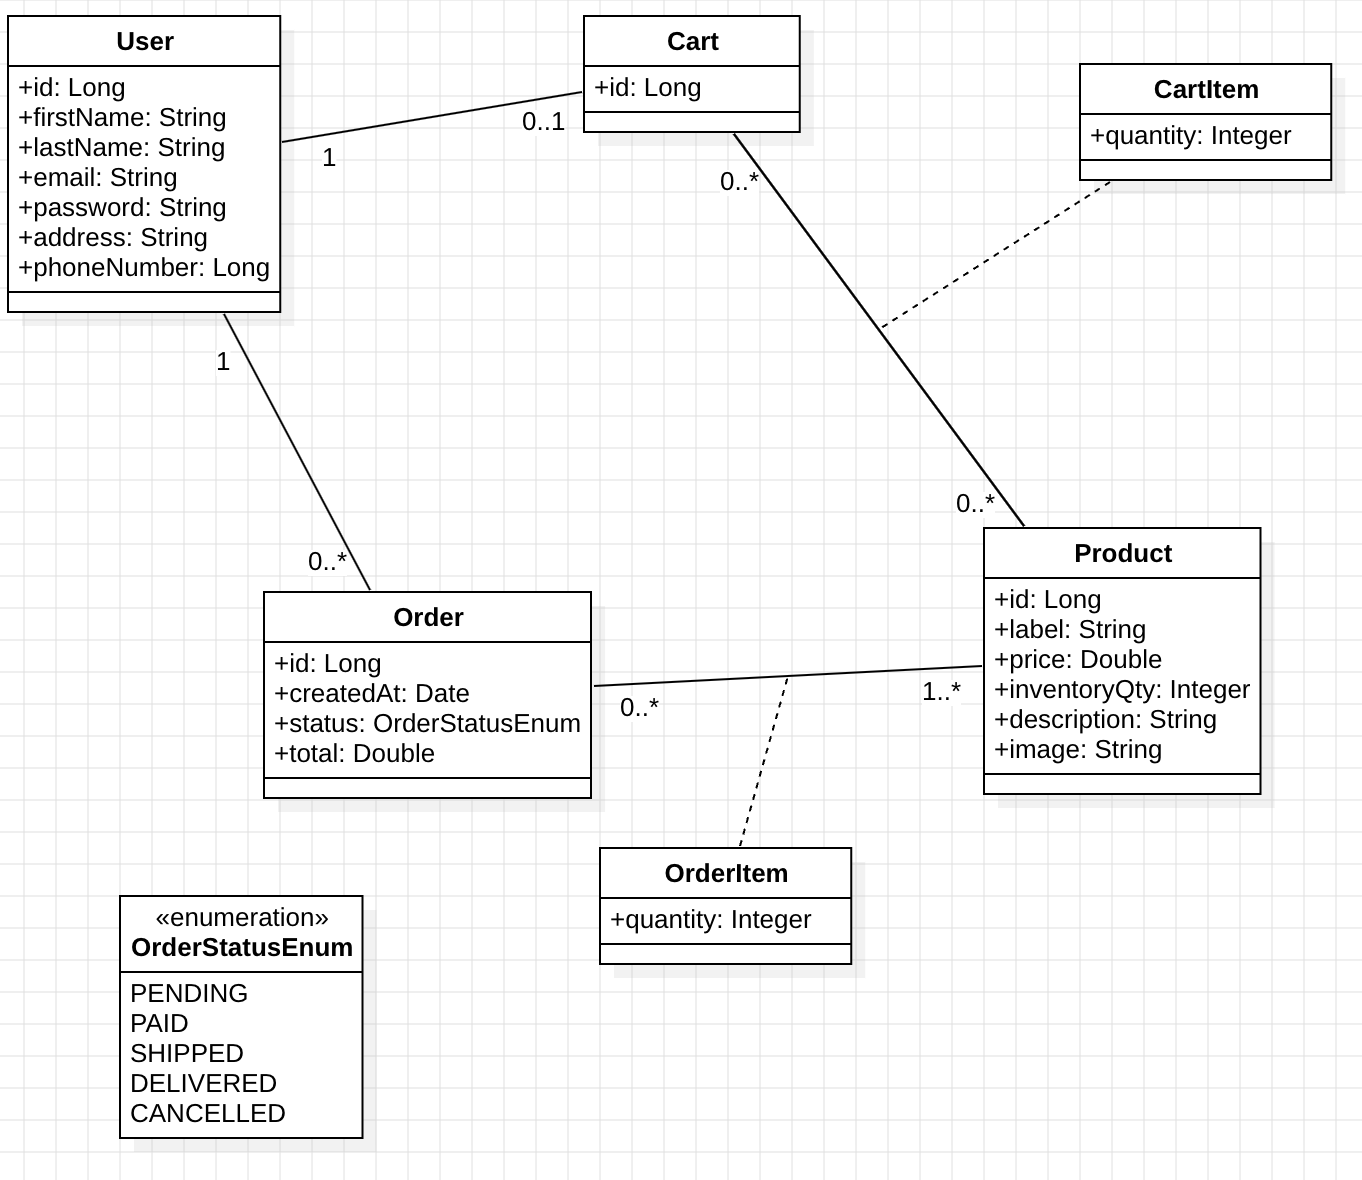 User
+id: Long
+firstName: String
+lastName: String
+email: String
+password: String
+address: String
+phoneNumber: Long
Cart
+id: Long
CartItem
+quantity: Integer
1
0..1
0..*
0..*
1
0..*
Order
+id: Long
+createdAt: Date
+status: OrderStatusEnum
+total: Double
0..*
1..*
Product
+id: Long
+label: String
+price: Double
+inventoryQty: Integer
+description: String
+image: String
OrderItem
+quantity: Integer
«enumeration»
OrderStatusEnum
PENDING
PAID
SHIPPED
DELIVERED
CANCELLED